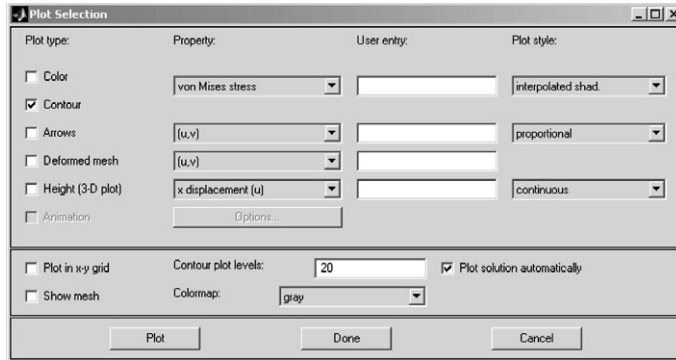 Plot Selection
Plot type: Property: User entry: Plot style:
Color
von Mises stress interpolated shad.
Contour
Arrows (u,v) proportional
Deformed mesh (u,v)
Height (3-D plot) x displacement (u) continuous
Animation Options...
Plot in x-y grid Contour plot levels: 20 Plot solution automatically
Show mesh Colormap: gray
Plot Done Cancel